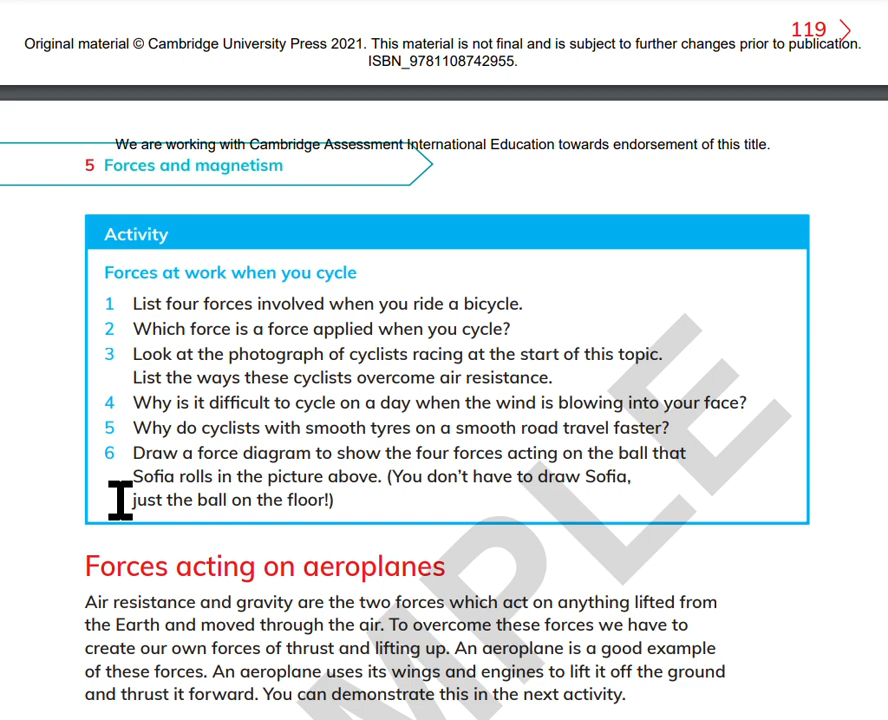 119
Original material © Cambridge University Press 2021. This material is not final and is subject to further changes prior to publication.
ISBN_9781108742955.
We are working with Cambridge Assessment International Education towards endorsement of this title.
5 Forces and magnetism
Activity
Forces at work when you cycle
1 List four forces involved when you ride a bicycle.
2 Which force is a force applied when you cycle?
3 Look at the photograph of cyclists racing at the start of this topic.
List the ways these cyclists overcome air resistance.
4 Why is it difficult to cycle on a day when the wind is blowing into your face?
5 Why do cyclists with smooth tyres on a smooth road travel faster?
6 Draw a force diagram to show the four forces acting on the ball that
Sofia rolls in the picture above. (You don't have to draw Sofia,
just the ball on the floor!)
Forces acting on aeroplanes
Air resistance and gravity are the two forces which act on anything lifted from
the Earth and moved through the air. To overcome these forces we have to
create our own forces of thrust and lifting up. An aeroplane is a good example
of these forces. An aeroplane uses its wings and engines to lift it off the ground
and thrust it forward. You can demonstrate this in the next activity.
MPLE